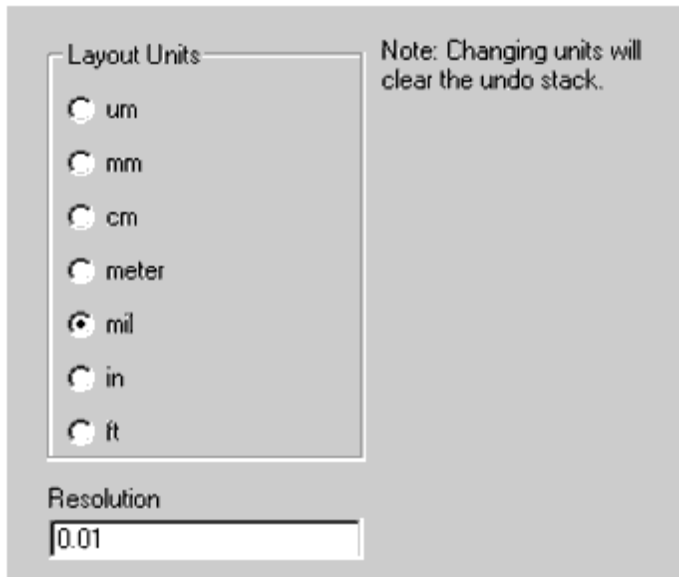 Layout Units
um
mm
cm
meter
mil
in
ft
Note: Changing units will
clear the undo stack.
Resolution
0.01